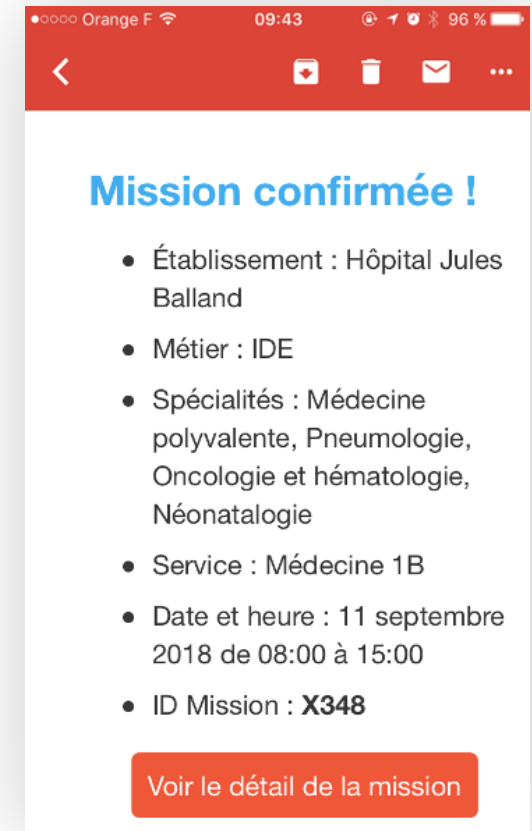 Orange F 09:43 96 %
Mission confirmée !
• Établissement : Hôpital Jules
Balland
• Métier : IDE
• Spécialités : Médecine
polyvalente, Pneumologie,
Oncologie et hématologie,
Néonatalogie
• Service : Médecine 1B
• Date et heure : 11 septembre
2018 de 08:00 à 15:00
• ID Mission : X348
Voir le détail de la mission